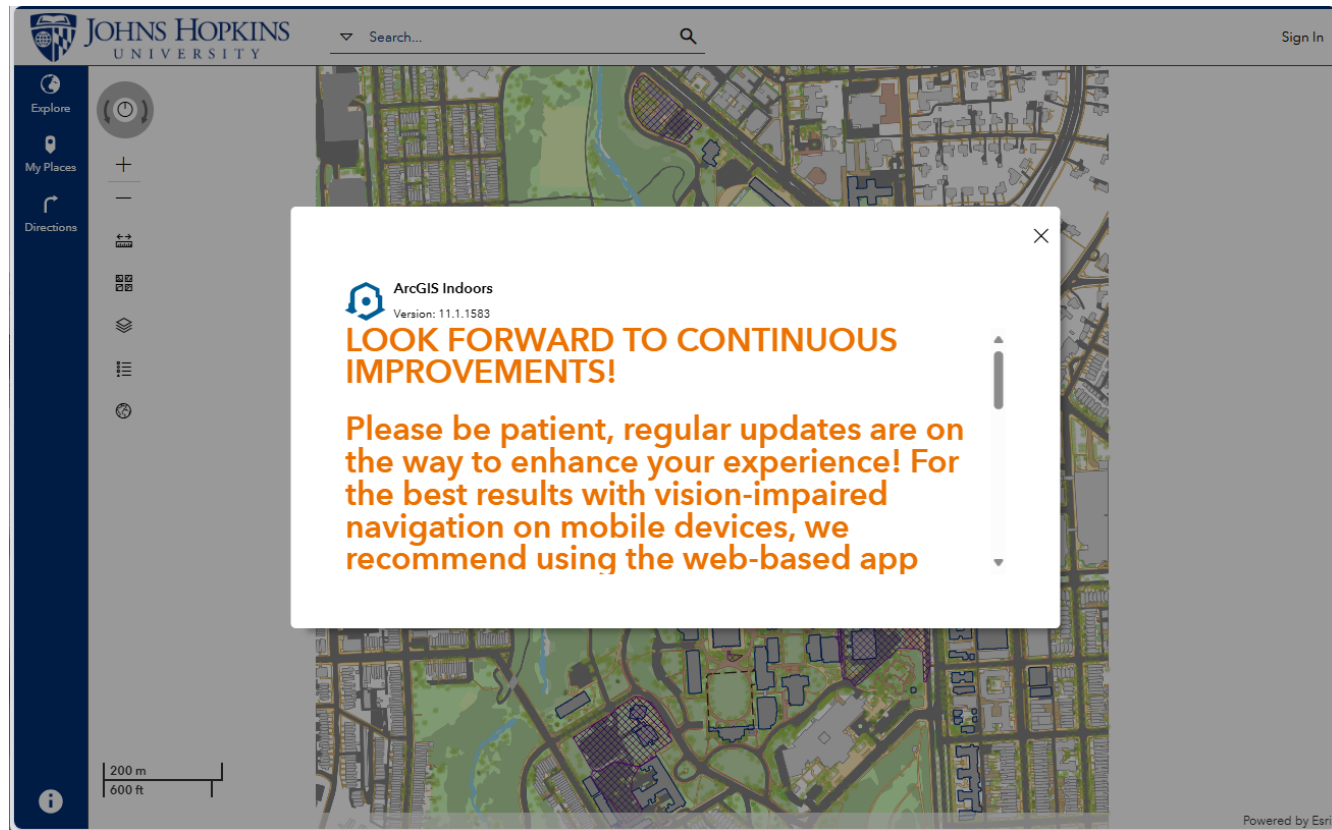 JOHNS HOPKINS
UNIVERSITY
Search...
Sign In
Explore
My Places
Directions
ArcGIS Indoors
Version: 11.1.1583
LOOK FORWARD TO CONTINUOUS
IMPROVEMENTS!
Please be patient, regular updates are on
the way to enhance your experience! For
the best results with vision-impaired
navigation on mobile devices, we
recommend using the web-based app
200 m
600 ft
Powered by Esri